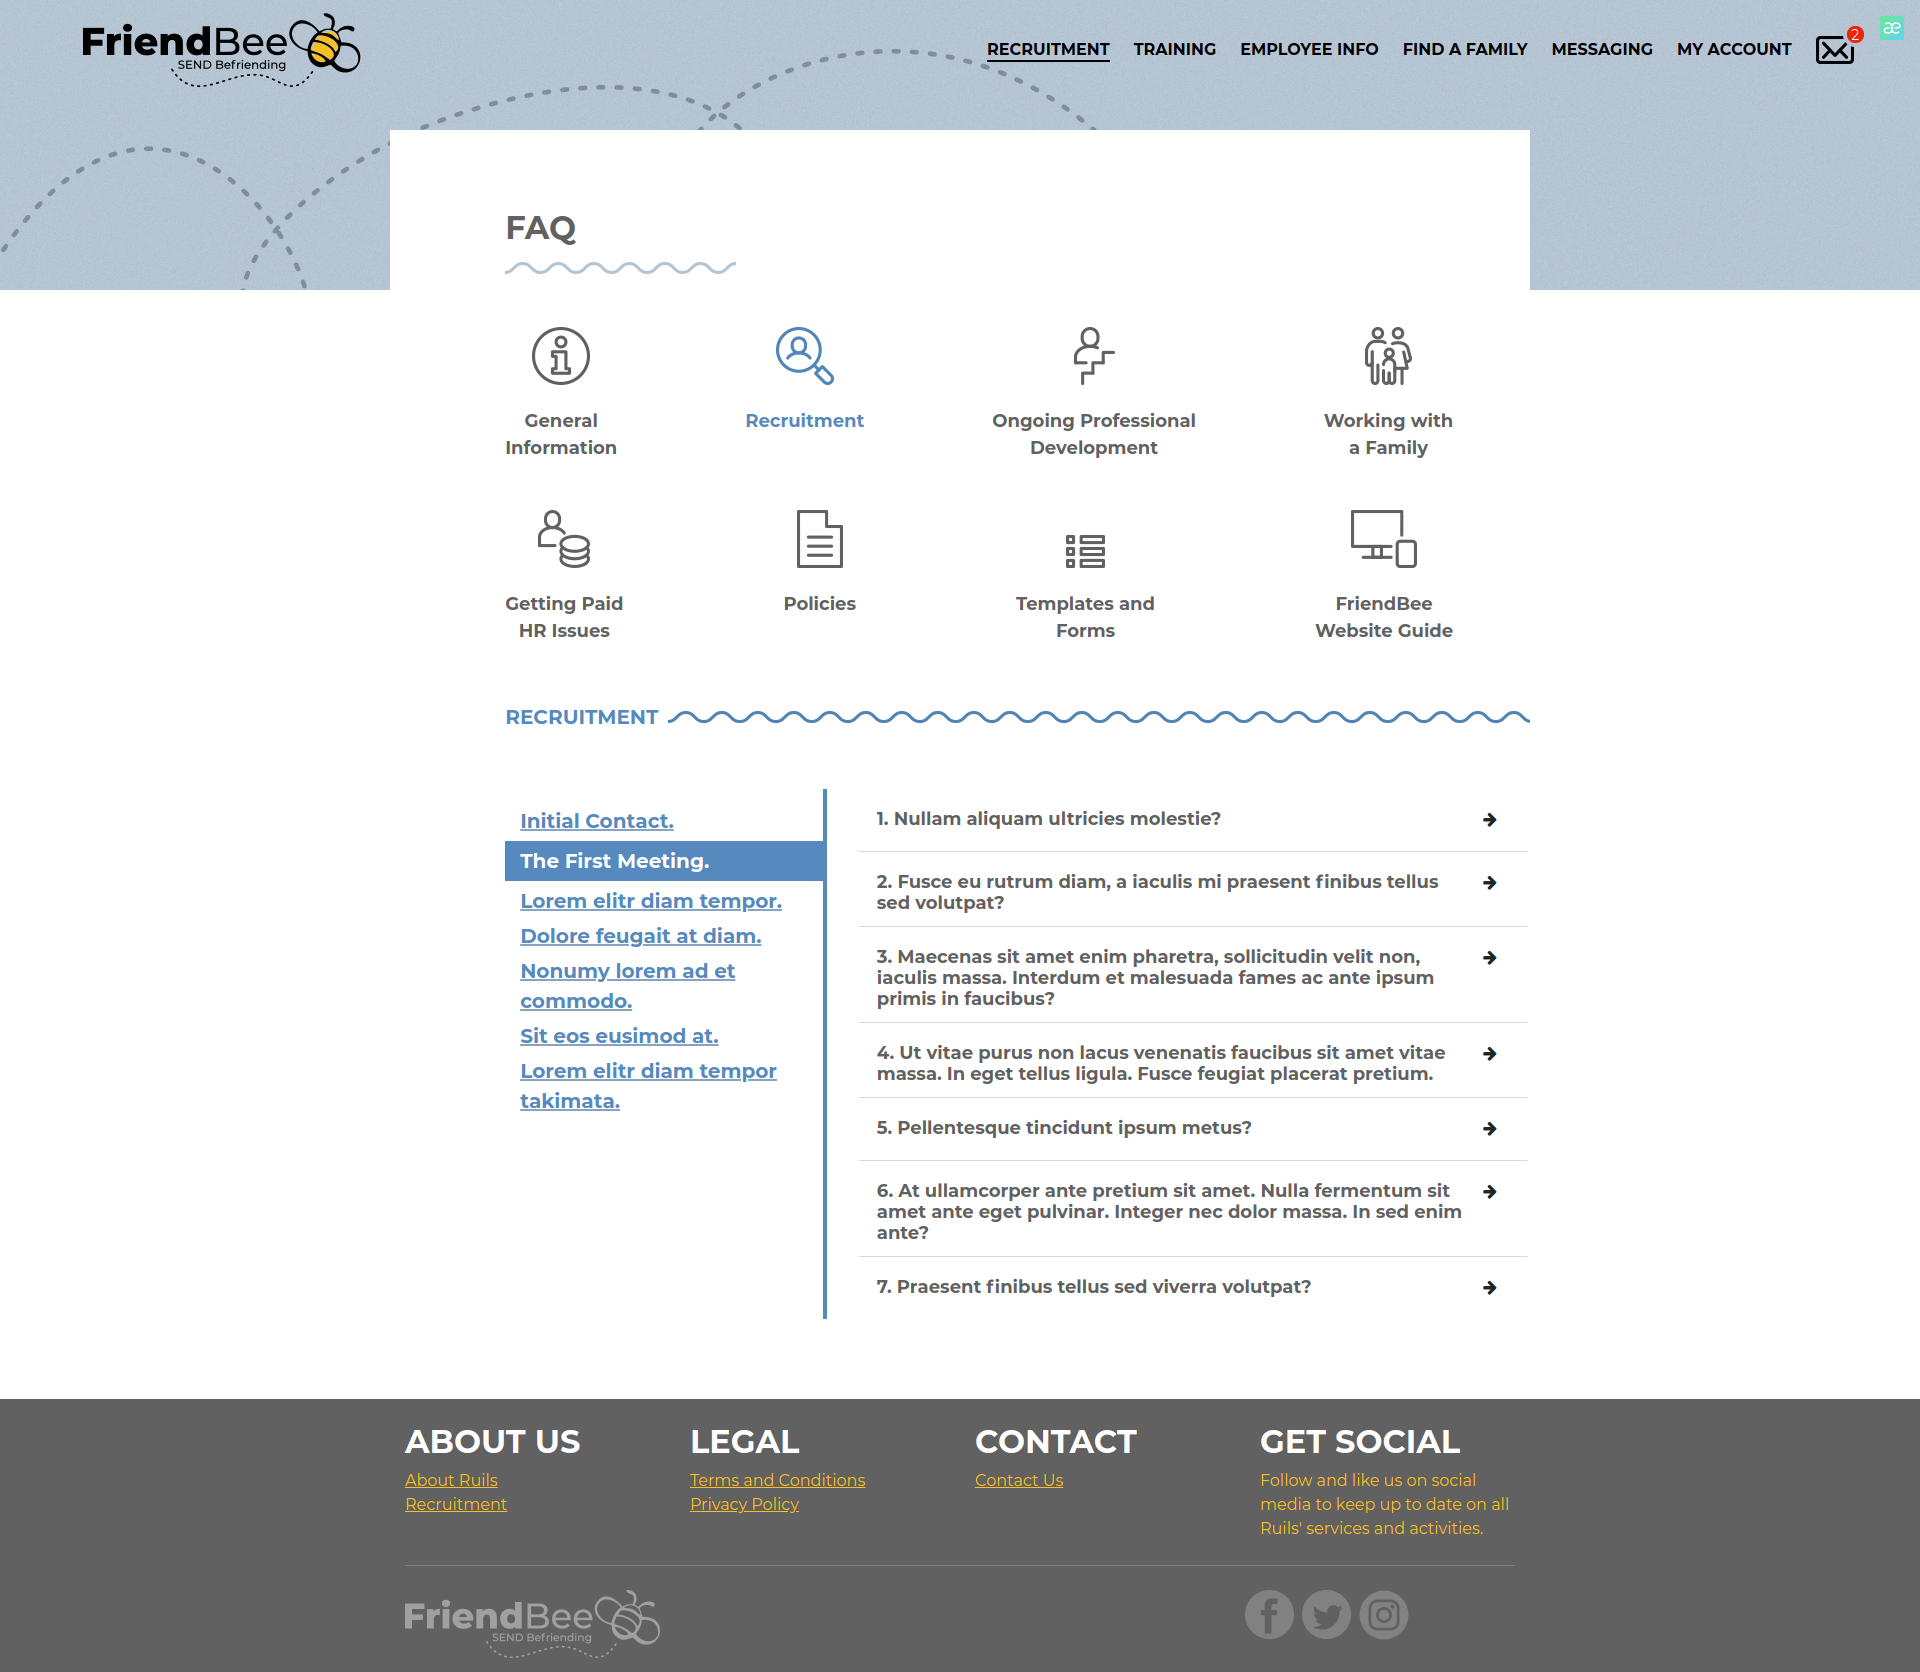 FriendBee
SEND Befriending
RECRUITMENT TRAINING EMPLOYEE INFO FIND A FAMILY MESSAGING MY ACCOUNT 2 æ
FAQ
General
Information
Recruitment
Ongoing Professional
Development
Working with
a Family
Getting Paid
HR Issues
Policies
Templates and
Forms
FriendBee
Website Guide
RECRUITMENT
Initial Contact.
The First Meeting.
Lorem elitr diam tempor.
Dolore feugait at diam.
Nonumy lorem ad et
commodo.
Sit eos eusimod at.
Lorem elitr diam tempor
takimata.
1. Nullam aliquam ultricies molestie?
2. Fusce eu rutrum diam, a iaculis mi praesent finibus tellus
sed volutpat?
3. Maecenas sit amet enim pharetra, sollicitudin velit non,
iaculis massa. Interdum et malesuada fames ac ante ipsum
primis in faucibus?
4. Ut vitae purus non lacus venenatis faucibus sit amet vitae
massa. In eget tellus ligula. Fusce feugiat placerat pretium.
5. Pellentesque tincidunt ipsum metus?
6. At ullamcorper ante pretium sit amet. Nulla fermentum sit
amet ante eget pulvinar. Integer nec dolor massa. In sed enim
ante?
7. Praesent finibus tellus sed viverra volutpat?
ABOUT US
About Ruils
Recruitment
LEGAL
Terms and Conditions
Privacy Policy
CONTACT
Contact Us
GET SOCIAL
Follow and like us on social
media to keep up to date on all
Ruils' services and activities.
FriendBee
SEND Befriending